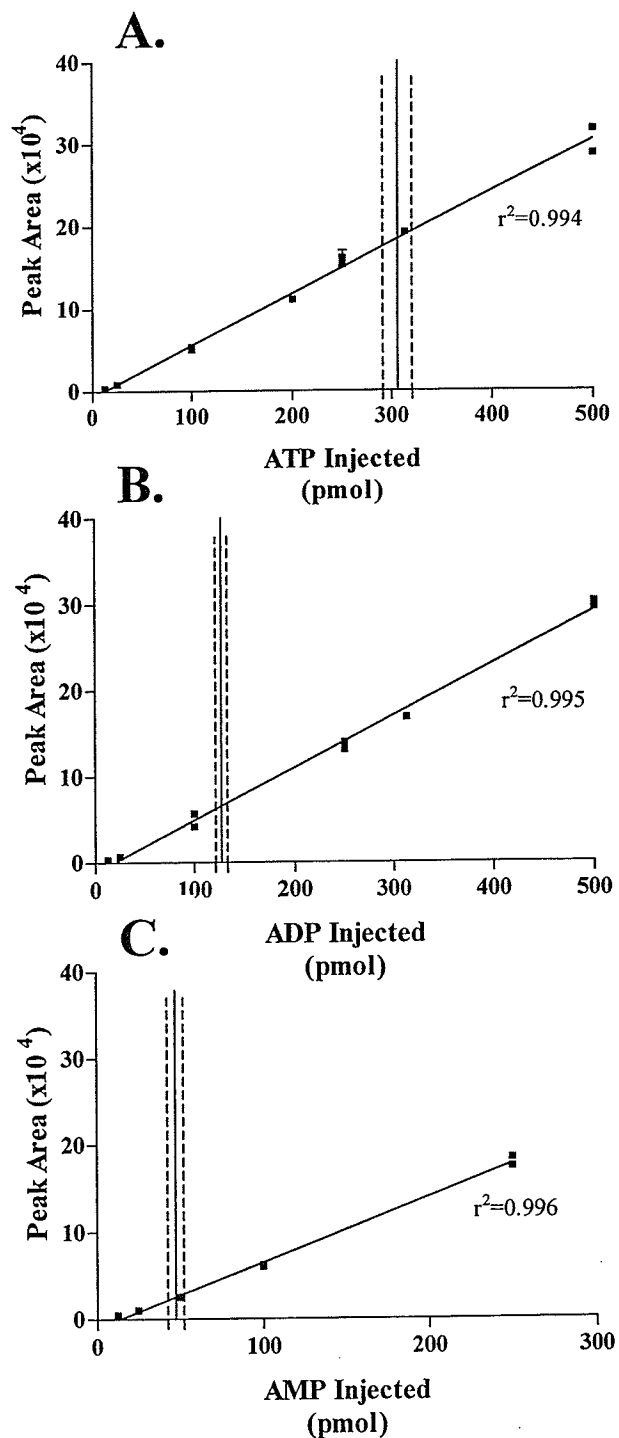 A.
40
30
20
10
0
Peak Area (x10⁴)
r²=0.994
0 100 200 300 400 500
ATP Injected
(pmol)
B.
40
30
20
10
0
Peak Area (x10⁴)
r²=0.995
0 100 200 300 400 500
ADP Injected
(pmol)
C.
40
30
20
10
0
Peak Area (x10⁴)
r²=0.996
0 100 200 300
AMP Injected
(pmol)